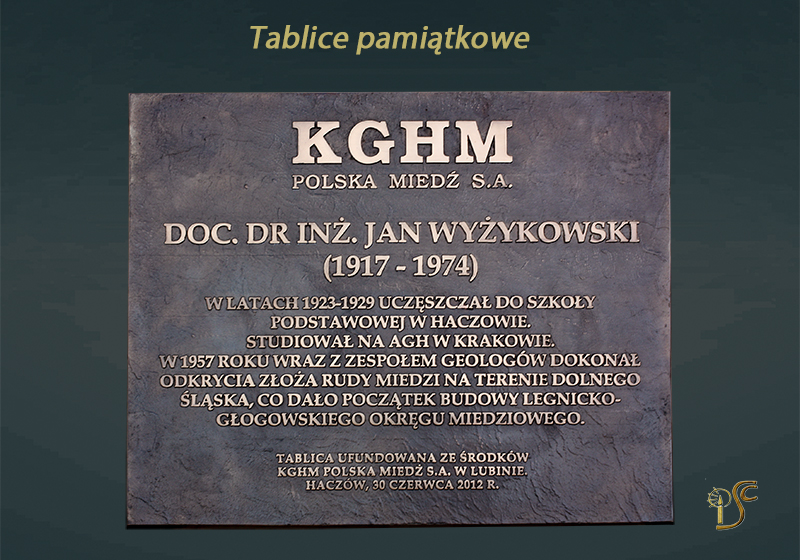 Tablice pamiątkowe
KGHM
POLSKA MIEDŹ S.A.
DOC. DR INŻ. JAN WYŻYKOWSKI
(1917 - 1974)
W LATACH 1923-1929 UCZĘSZCZAŁ DO SZKOŁY
PODSTAWOWEJ W HACZOWIE.
STUDIOWAŁ NA AGH W KRAKOWIE.
W 1957 ROKU WRAZ Z ZESPOŁEM GEOLOGÓW DOKONAŁ
ODKRYCIA ZŁOŻA RUDY MIEDZI NA TERENIE DOLNEGO
ŚLĄSKA, CO DAŁO POCZĄTEK BUDOWY LEGNICKO-
GŁOGOWSKIEGO OKRĘGU MIEDZIOWEGO.
TABLICA UFUNDOWANA ZE ŚRODKÓW
KGHM POLSKA MIEDŹ S.A. W LUBINIE.
HACZÓW, 30 CZERWCA 2012 R.